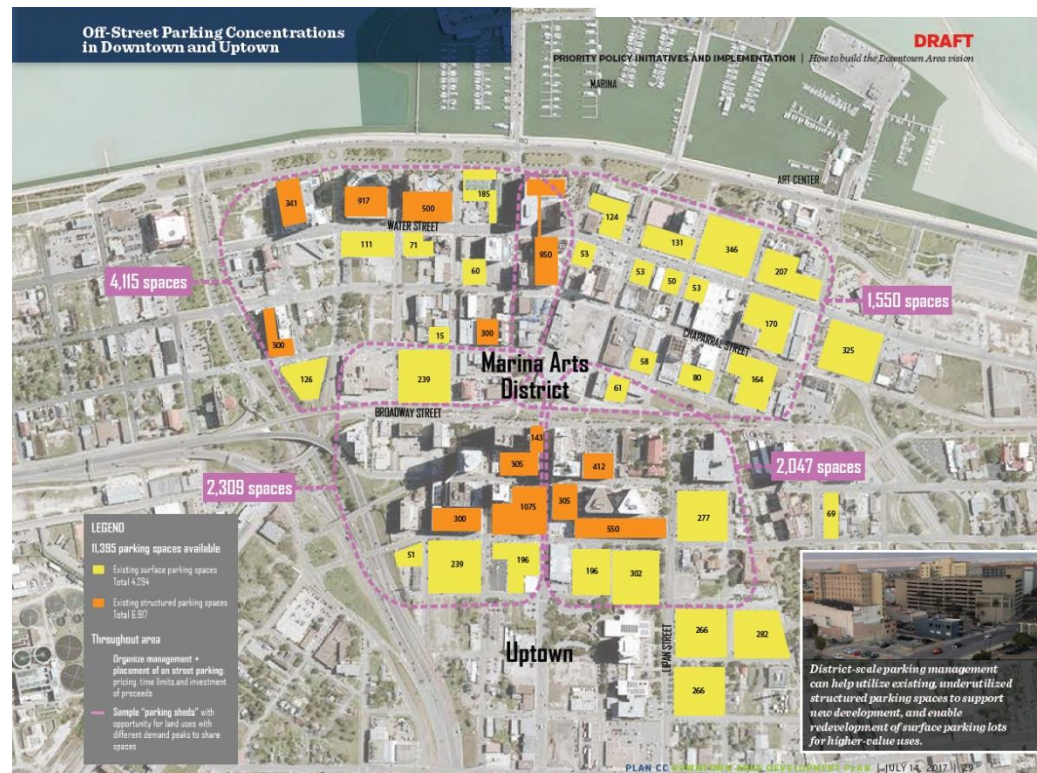 Off-Street Parking Concentrations
in Downtown and Uptown
DRAFT
PRIORITY POLICY INITIATIVES AND IMPLEMENTATION | How to build the Downtown Area vision
MARINA
ART CENTER
341
917
500
185
WATER STREET
111
71
60
950
53
124
131
346
207
53
50
53
4,115 spaces
1,550 spaces
300
15
300
170
CHAPARRAL STREET
325
126
239
Marina Arts
District
58
61
80
164
BROADWAY STREET
143
305
412
2,309 spaces
2,047 spaces
300
1075
305
550
277
69
51
239
196
196
302
LEGEND
11,395 parking spaces available
Existing surface parking spaces
Total 4,294
Existing structured parking spaces
Total 6,917
Throughout area
Organize management +
placement of on street parking:
pricing, time limits,and investment
of proceeds
Sample "parking sheds" with
opportunity for land uses with
different demand peaks to share
spaces
Uptown
LIPAN STREET
266
282
266
District-scale parking management
can help utilize existing, underutilized
structured parking spaces to support
new development, and enable
redevelopment of surface parking lots
for higher-value uses.
PLAN CC DOWNTOWN AREA DEVELOPMENT PLAN | JULY 14, 2017 | 29